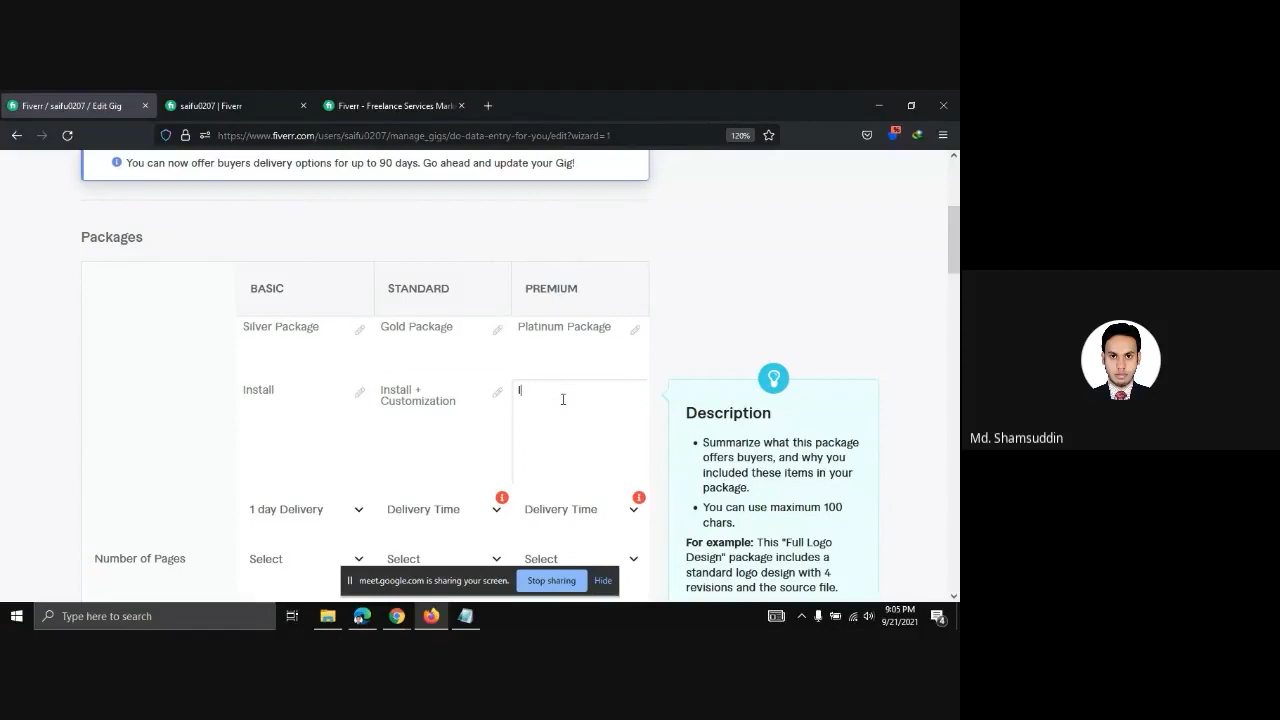 Fiverr / saifu0207 / Edit Gig
saifu0207 | Fiverr
Fiverr - Freelance Services Mark
https://www.fiverr.com/users/saifu0207/manage_gigs/do-data-entry-for-you/edit?wizard=1
120%
You can now offer buyers delivery options for up to 90 days. Go ahead and update your Gig!
Packages
BASIC STANDARD PREMIUM
Silver Package Gold Package Platinum Package
Install Install + I
Customization
1 day Delivery Delivery Time Delivery Time
Number of Pages Select Select Select
Description
• Summarize what this package
offers buyers, and why you
included these items in your
package.
• You can use maximum 100
chars.
For example: This "Full Logo
Design" package includes a
standard logo design with 4
revisions and the source file.
meet.google.com is sharing your screen. Stop sharing Hide
Type here to search
9:05 PM
9/21/2021
4
Md. Shamsuddin